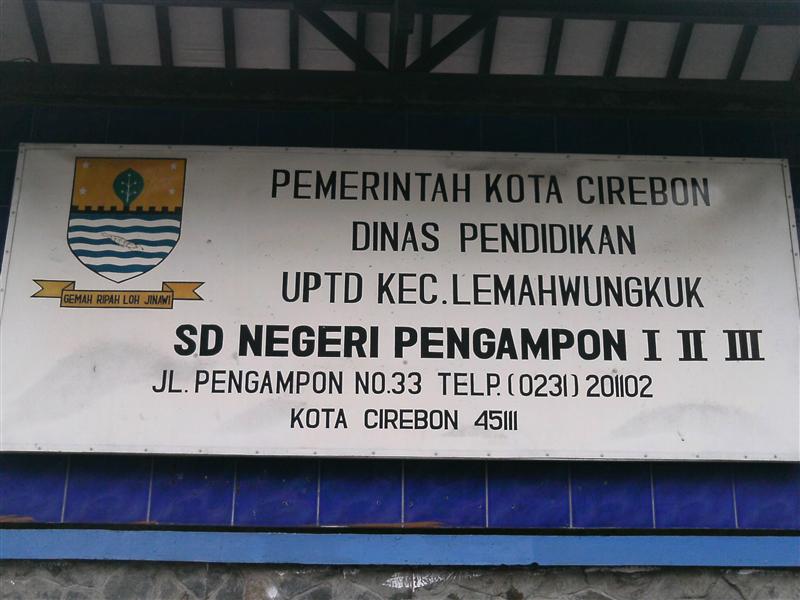 PEMERINTAH KOTA CIREBON
DINAS PENDIDIKAN
UPTD KEC. LEMAHWUNGKUK
GEMAH RIPAH LOH JINAWI
SD NEGERI PENGAMPON I II III
JL. PENGAMPON NO.33 TELP. (0231) 201102
KOTA CIREBON 45111